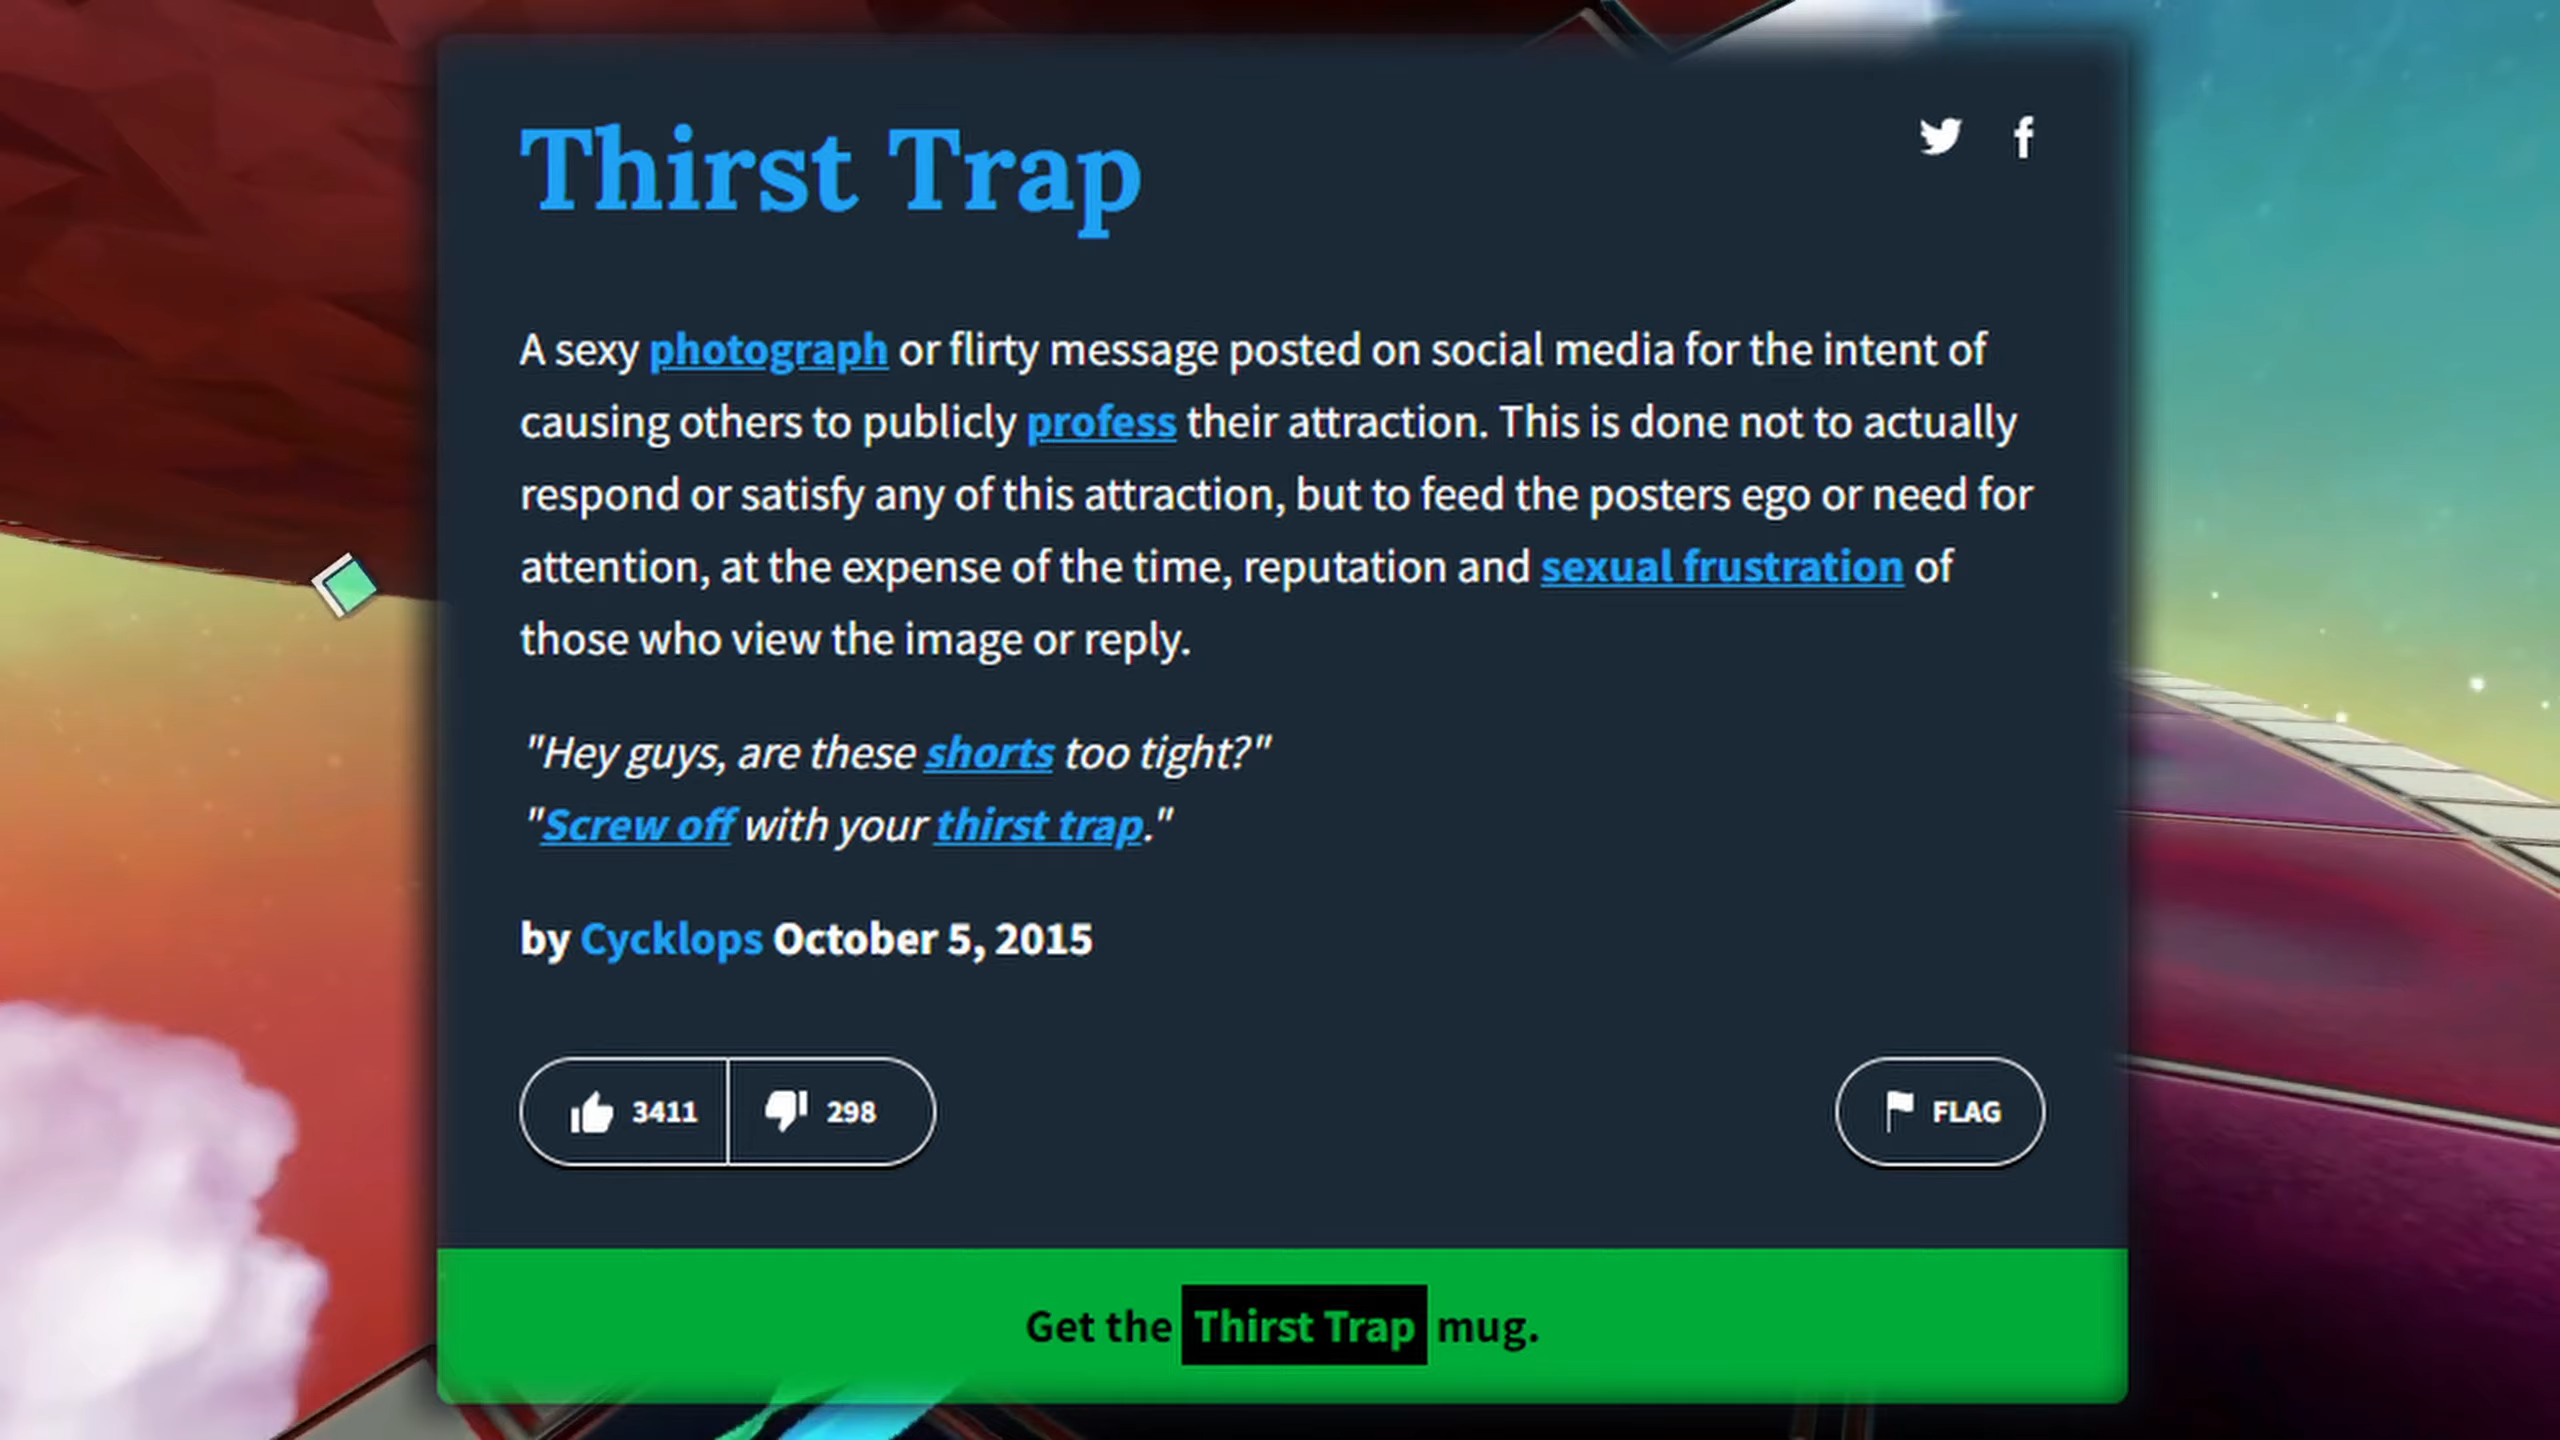 Thirst Trap
A sexy photograph or flirty message posted on social media for the intent of
causing others to publicly profess their attraction. This is done not to actually
respond or satisfy any of this attraction, but to feed the posters ego or need for
attention, at the expense of the time, reputation and sexual frustration of
those who view the image or reply.
"Hey guys, are these shorts too tight?"
"Screw off with your thirst trap."
by Cycklops October 5, 2015
3411 298 FLAG
Get the Thirst Trap mug.